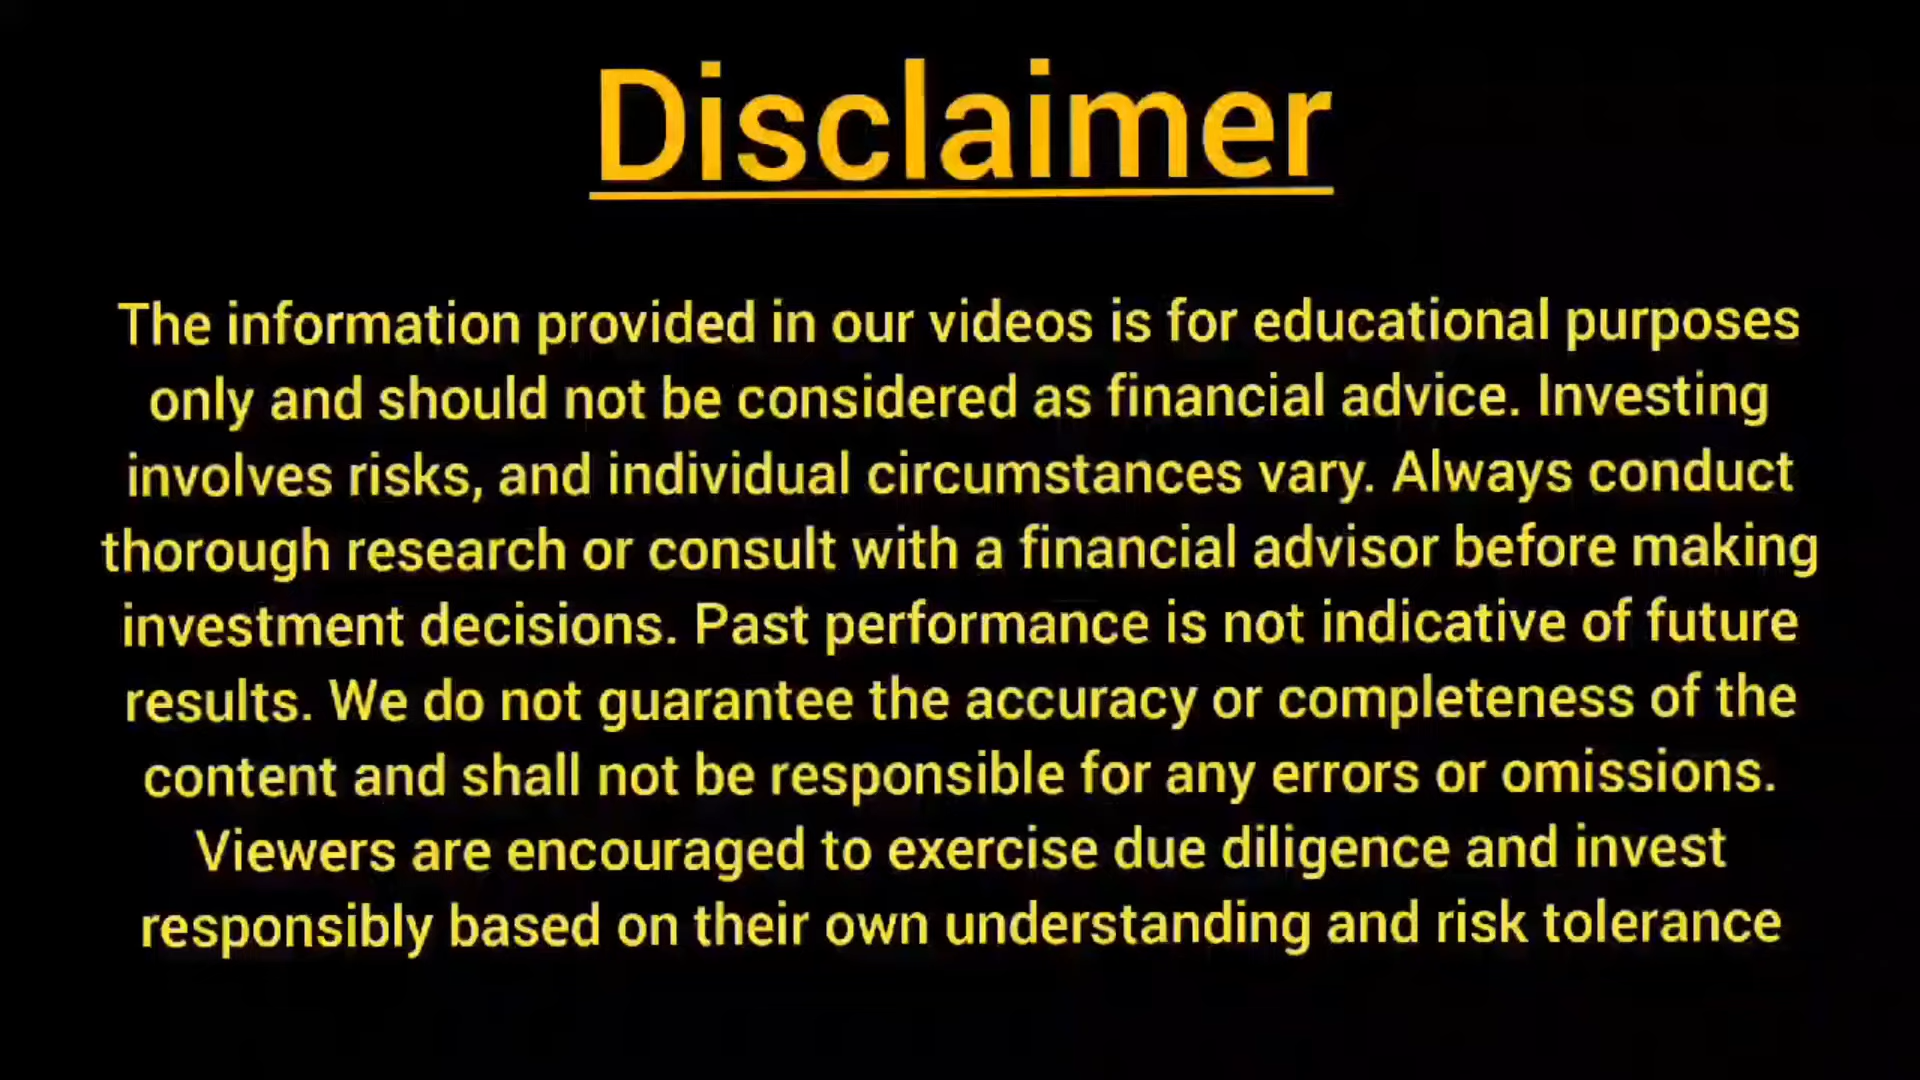 Disclaimer
The information provided in our videos is for educational purposes
only and should not be considered as financial advice. Investing
involves risks, and individual circumstances vary. Always conduct
thorough research or consult with a financial advisor before making
investment decisions. Past performance is not indicative of future
results. We do not guarantee the accuracy or completeness of the
content and shall not be responsible for any errors or omissions.
Viewers are encouraged to exercise due diligence and invest
responsibly based on their own understanding and risk tolerance